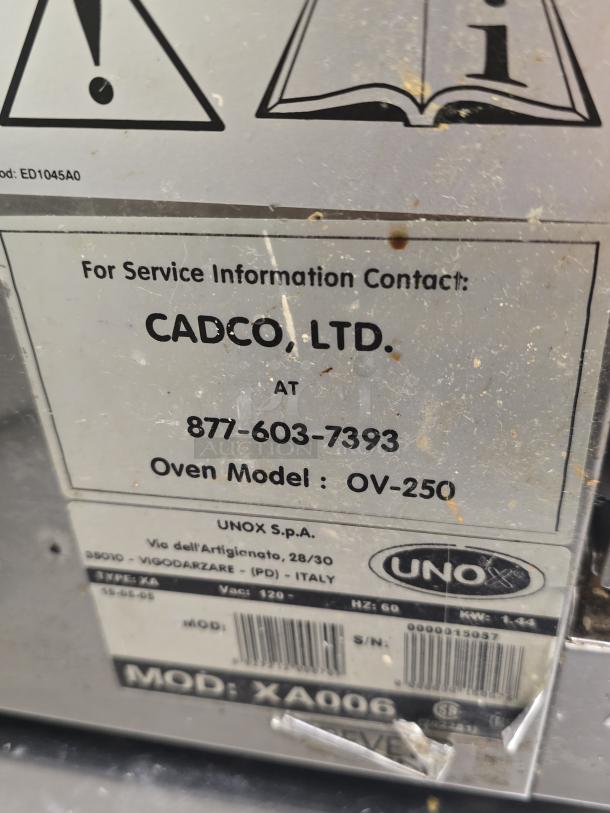 i
od: ED1045A0
For Service Information Contact:
CADCO, LTD.
AT
877-603-7393
Oven Model : OV-250
UNOX S.p.A.
Via dell'Artigianato, 28/30
35010 - VIGODARZARE - (PD) - ITALY
UNOX
TYPE: XA Vac: 120~ HZ: 60 KW: 1.44
MOD: S/N: 0000015057
MOD: XA006